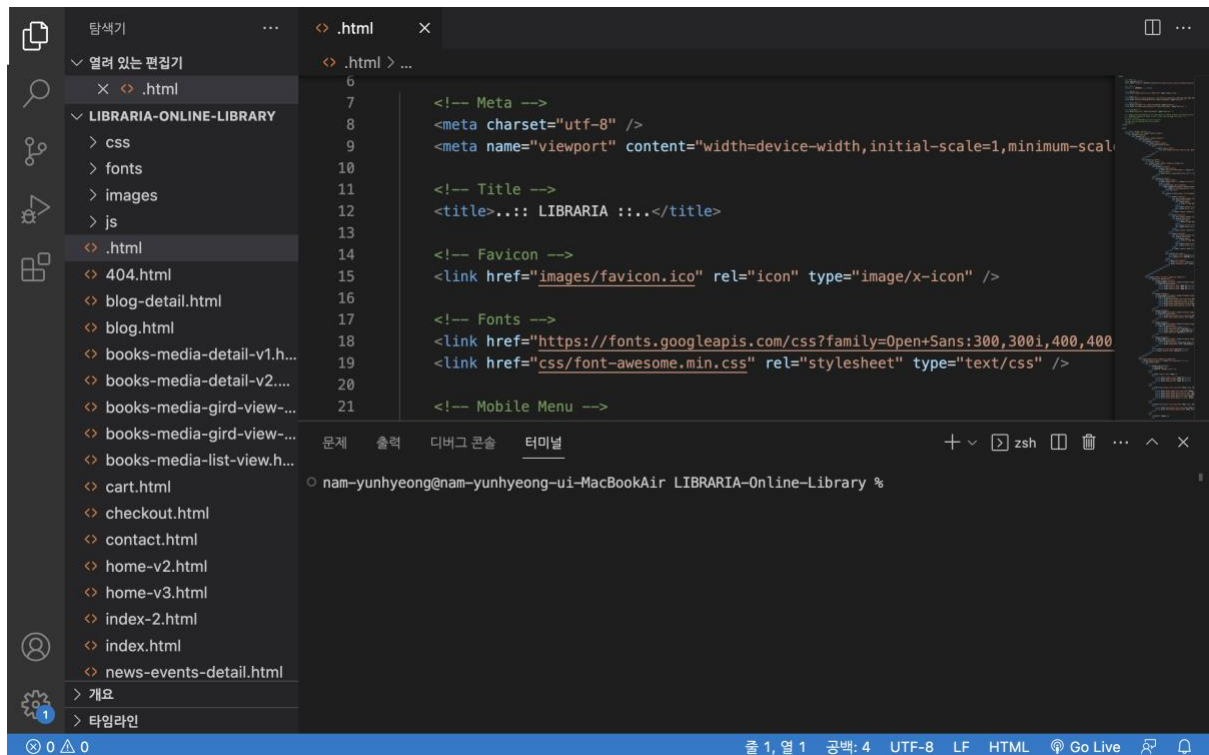 탐색기 ...
열려 있는 편집기
.html
LIBRARIA-ONLINE-LIBRARY
css
fonts
images
js
.html
404.html
blog-detail.html
blog.html
books-media-detail-v1.h...
books-media-detail-v2....
books-media-gird-view-...
books-media-gird-view-...
books-media-list-view.h...
cart.html
checkout.html
contact.html
home-v2.html
home-v3.html
index-2.html
index.html
news-events-detail.html
개요
타임라인
1
.html
.html > ...
6
7 <!-- Meta -->
8 <meta charset="utf-8" />
9 <meta name="viewport" content="width=device-width,initial-scale=1,minimum-scal
10
11 <!-- Title -->
12 <title>..:: LIBRARIA ::..</title>
13
14 <!-- Favicon -->
15 <link href="images/favicon.ico" rel="icon" type="image/x-icon" />
16
17 <!-- Fonts -->
18 <link href="https://fonts.googleapis.com/css?family=Open+Sans:300,300i,400,400
19 <link href="css/font-awesome.min.css" rel="stylesheet" type="text/css" />
20
21 <!-- Mobile Menu -->
문제 출력 디버그 콘솔 터미널 zsh ...
nam-yunhyeong@nam-yunhyeong-ui-MacBookAir LIBRARIA-Online-Library %
0 0 줄 1, 열 1 공백: 4 UTF-8 LF HTML Go Live